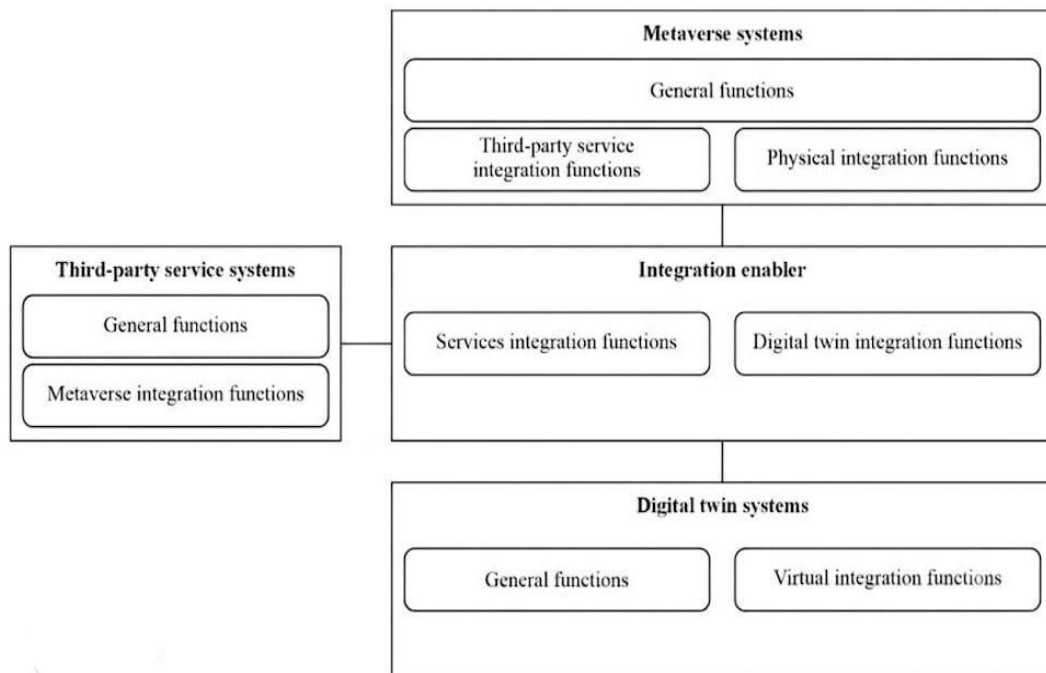 Metaverse systems
General functions
Third-party service
integration functions
Physical integration functions
Third-party service systems
General functions
Metaverse integration functions
Integration enabler
Services integration functions
Digital twin integration functions
Digital twin systems
General functions
Virtual integration functions